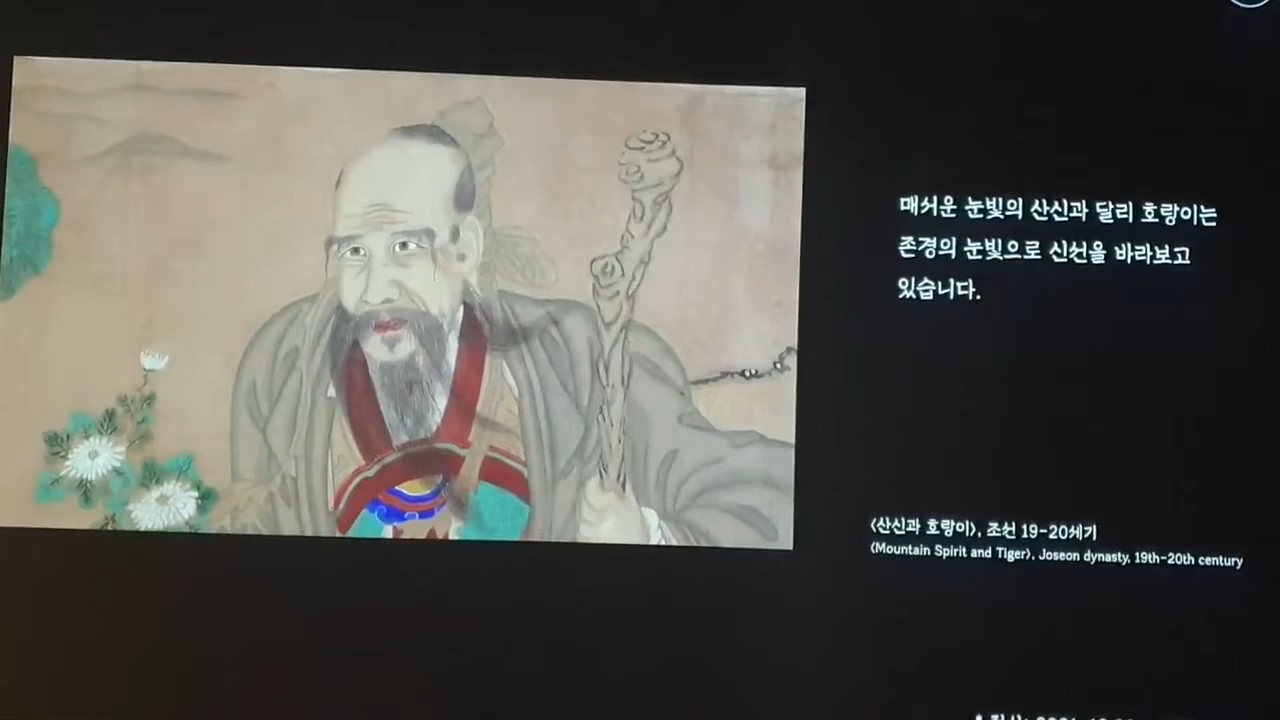 매서운 눈빛의 산신과 달리 호랑이는
존경의 눈빛으로 신선을 바라보고
있습니다.
〈산신과 호랑이〉, 조선 19-20세기
〈Mountain Spirit and Tiger〉, Joseon dynasty, 19th-20th century